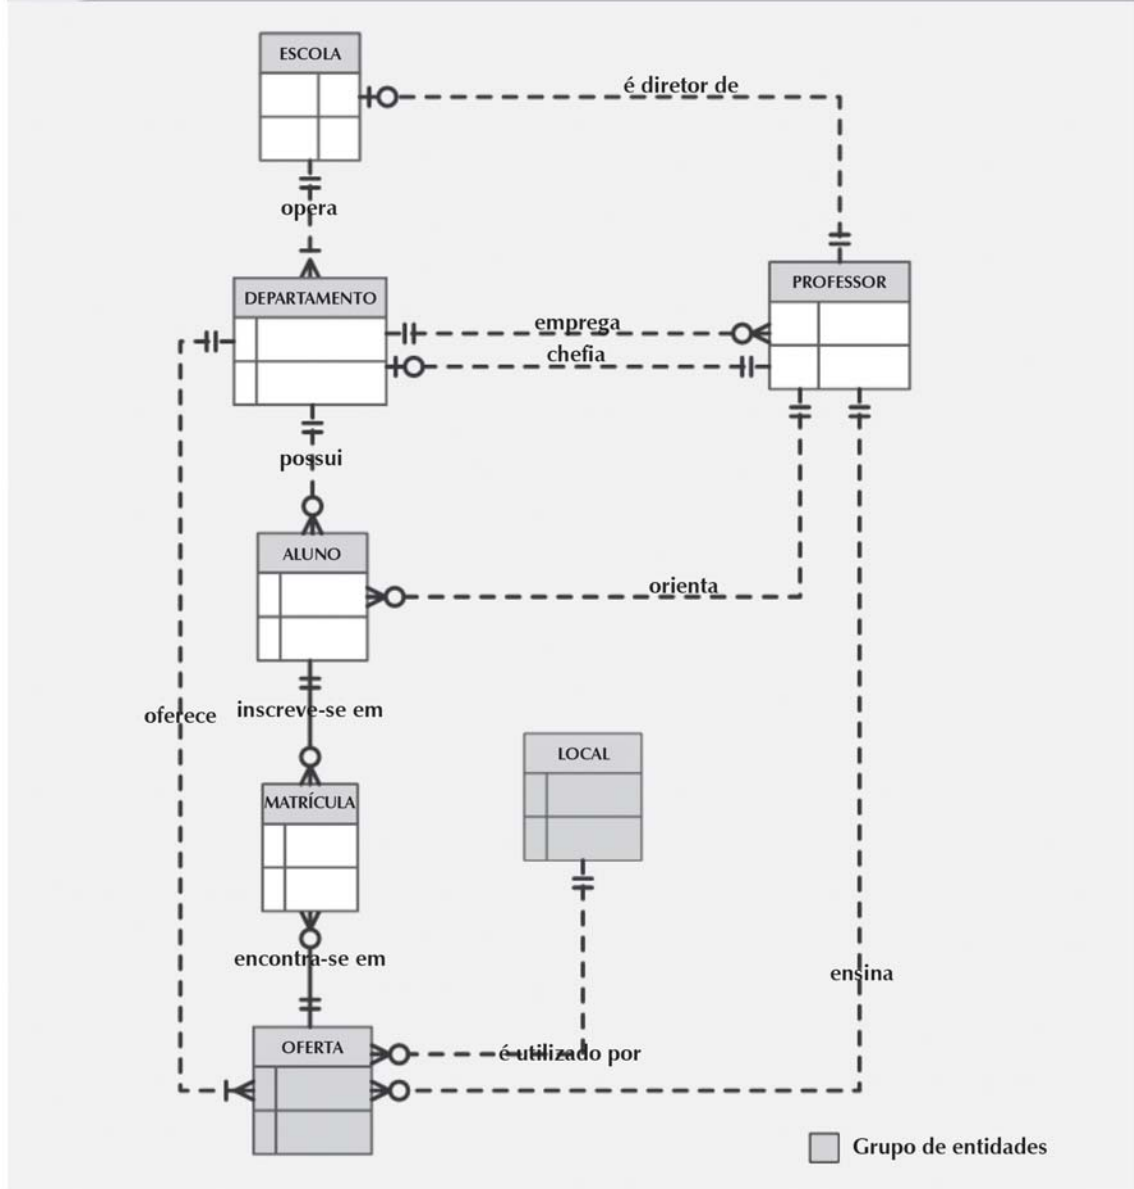 ESCOLA
é diretor de
opera
PROFESSOR
DEPARTAMENTO
emprega
chefia
possui
ALUNO
orienta
oferece
inscreve-se em
LOCAL
MATRÍCULA
encontra-se em
ensina
OFERTA
é utilizado por
Grupo de entidades